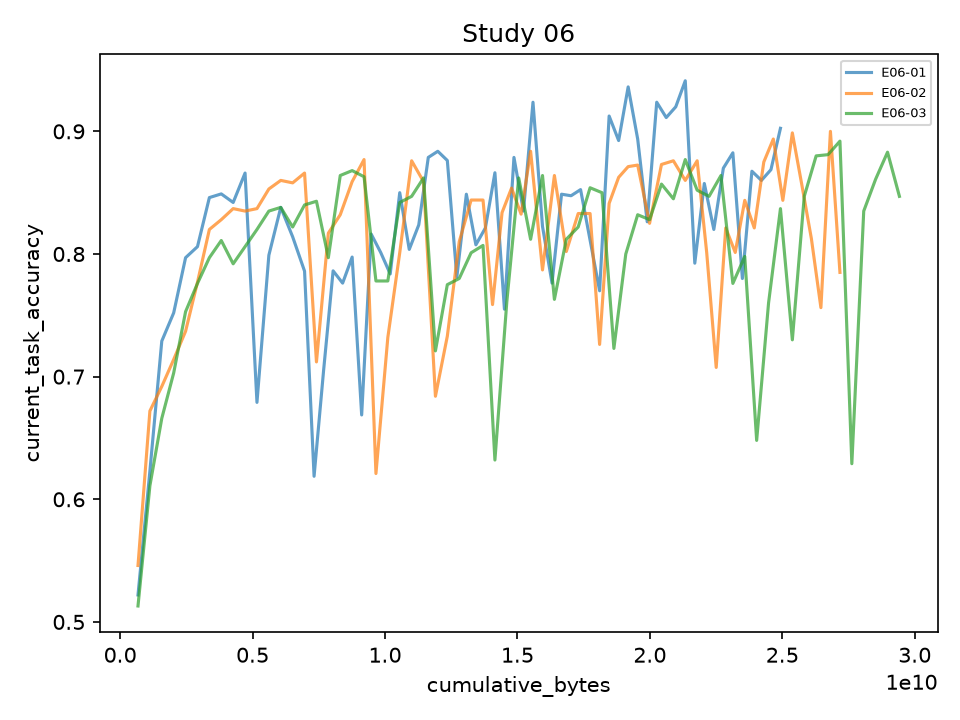 Study 06
E06-01
E06-02
E06-03
current_task_accuracy
0.9
0.8
0.7
0.6
0.5
0.0 0.5 1.0 1.5 2.0 2.5 3.0
1e10
cumulative_bytes